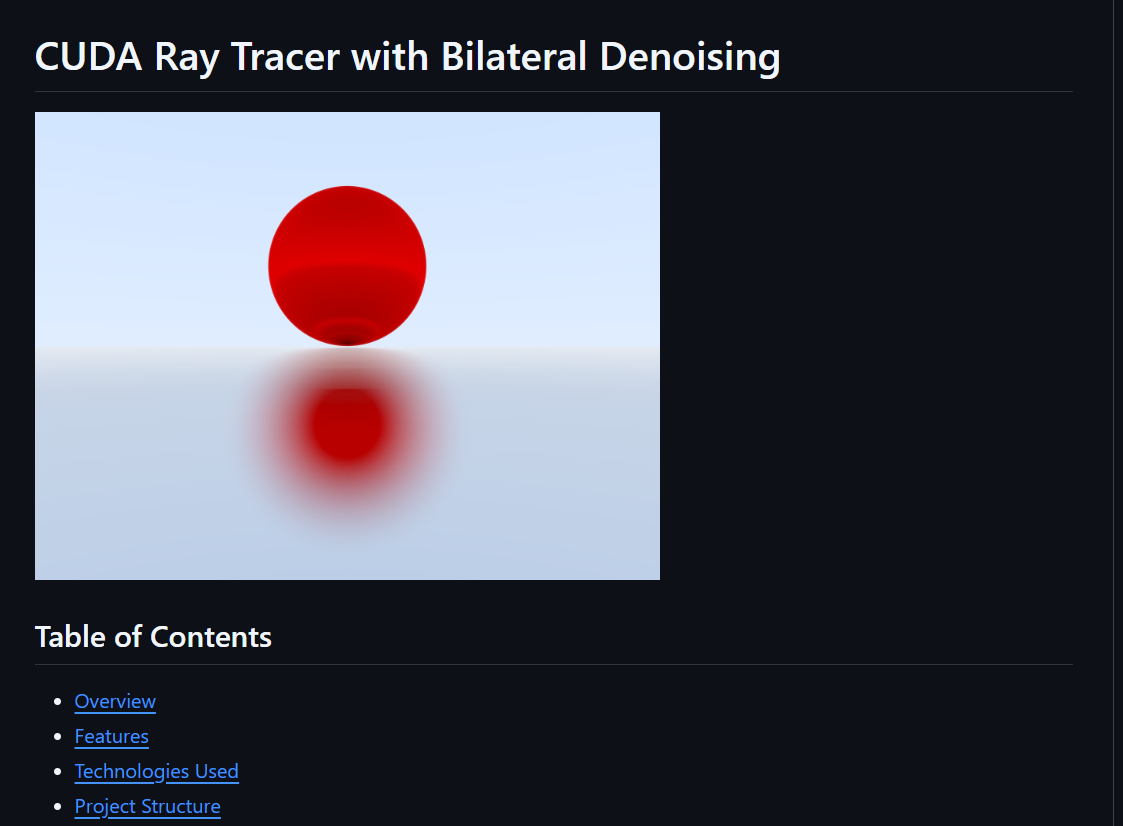 CUDA Ray Tracer with Bilateral Denoising
Table of Contents
Overview
Features
Technologies Used
Project Structure